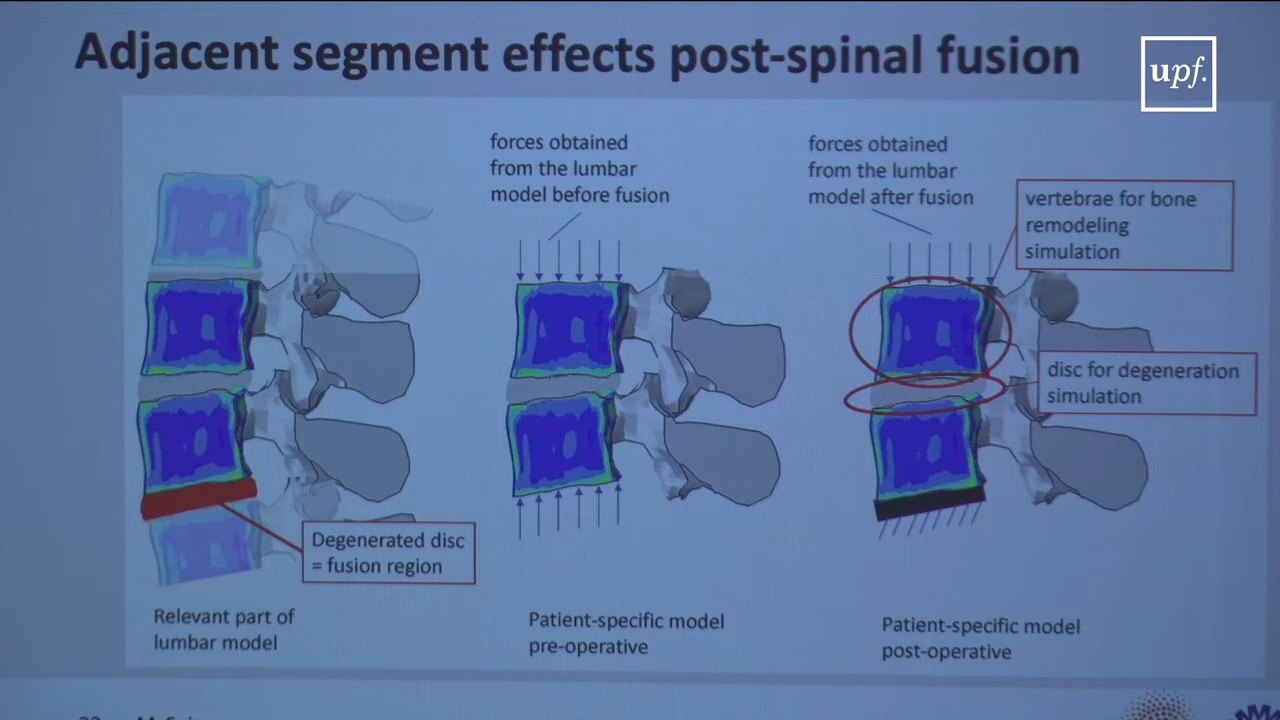 Adjacent segment effects post-spinal fusion
upf.
forces obtained
from the lumbar
model before fusion
forces obtained
from the lumbar
model after fusion
vertebrae for bone
remodeling
simulation
disc for degeneration
simulation
Degenerated disc
= fusion region
Relevant part of
lumbar model
Patient-specific model
pre-operative
Patient-specific model
post-operative